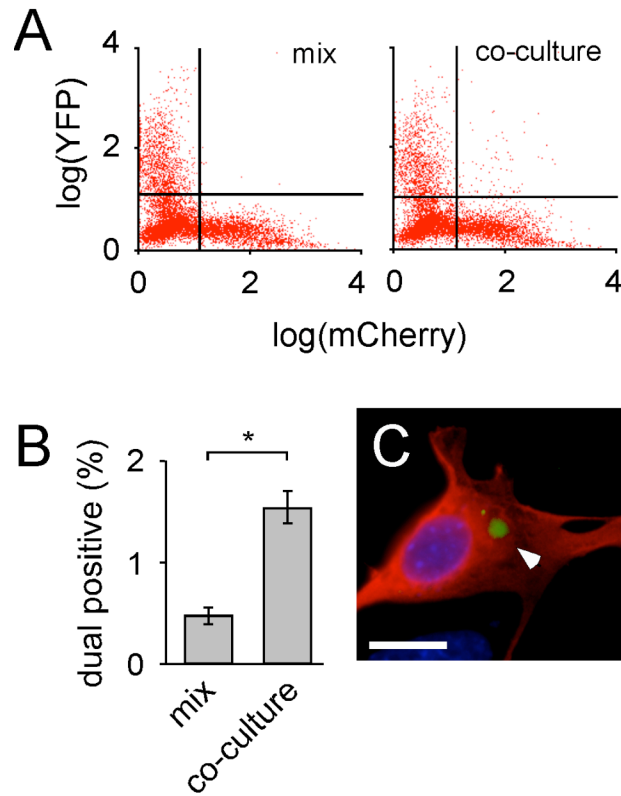 A
mix
co-culture
log(YFP)
4
2
0
0 2 4
0 2 4
log(mCherry)
B
dual positive (%)
2
1
0
*
mix
co-culture
C